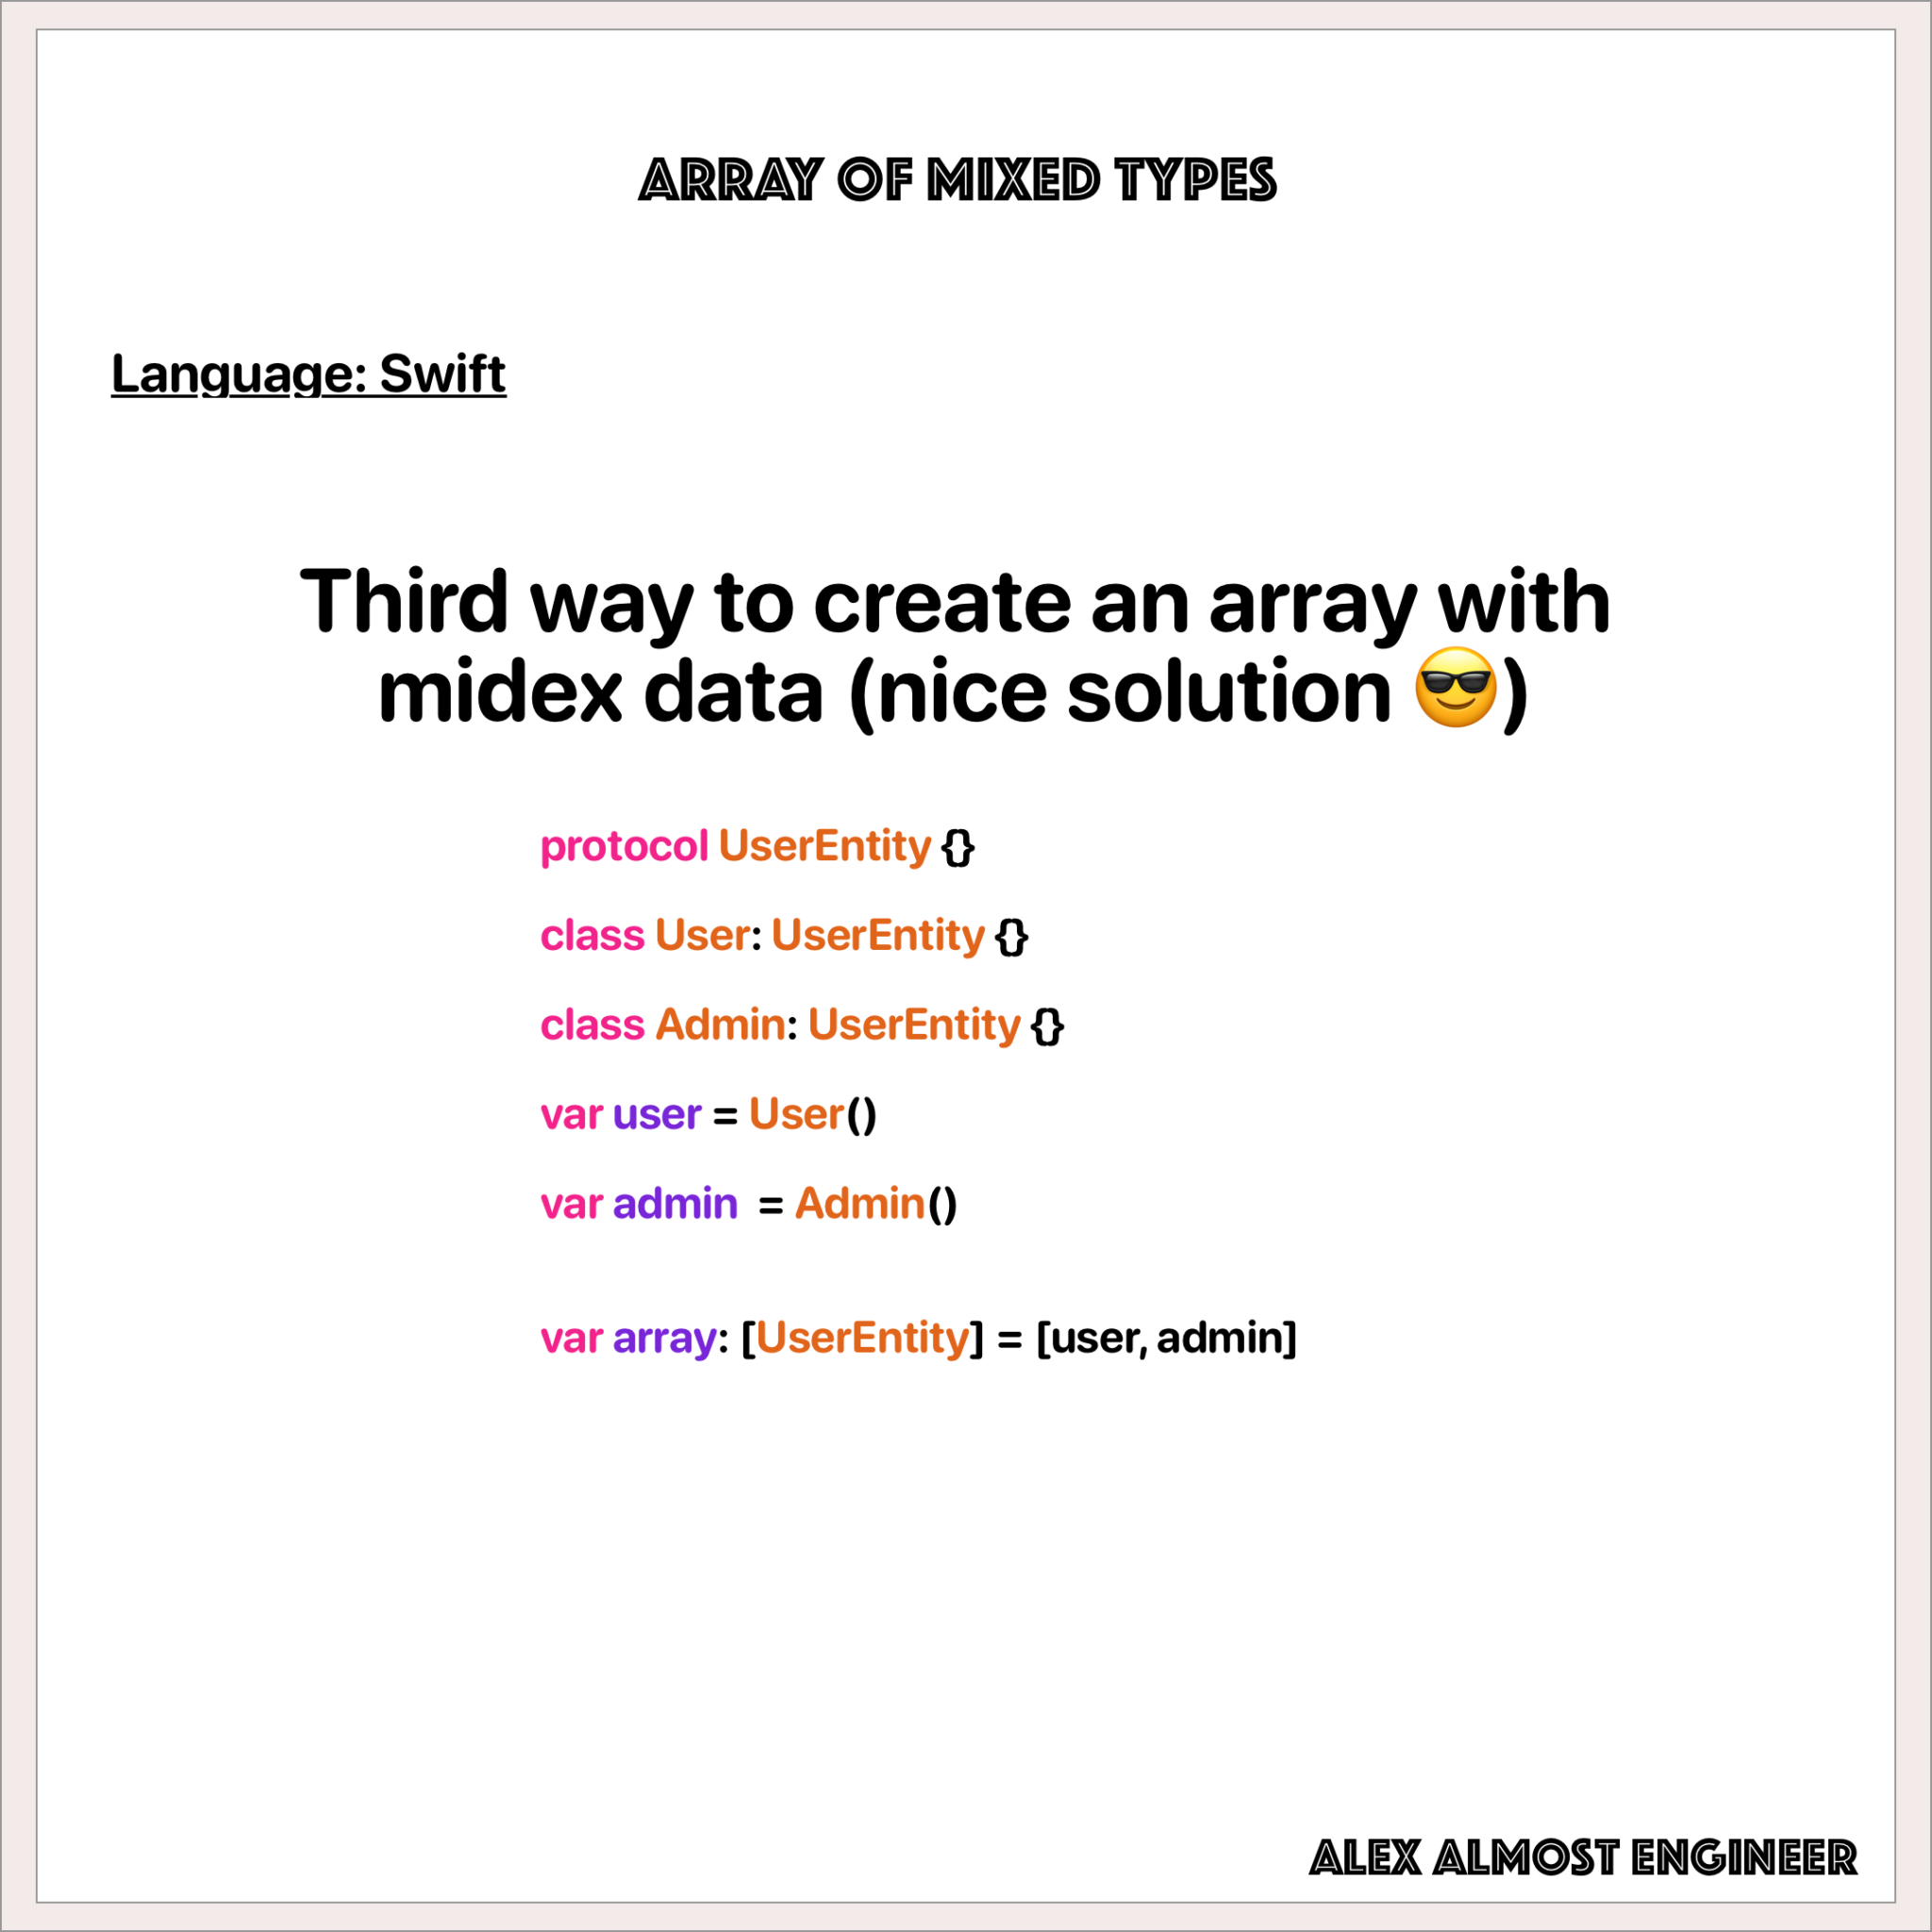 ARRAY OF MIXED TYPES
Language: Swift
Third way to create an array with
midex data (nice solution 😎)
protocol UserEntity {}
class User: UserEntity {}
class Admin: UserEntity {}
var user = User()
var admin  = Admin()
var array: [UserEntity] = [user, admin]
ALEX ALMOST ENGINEER